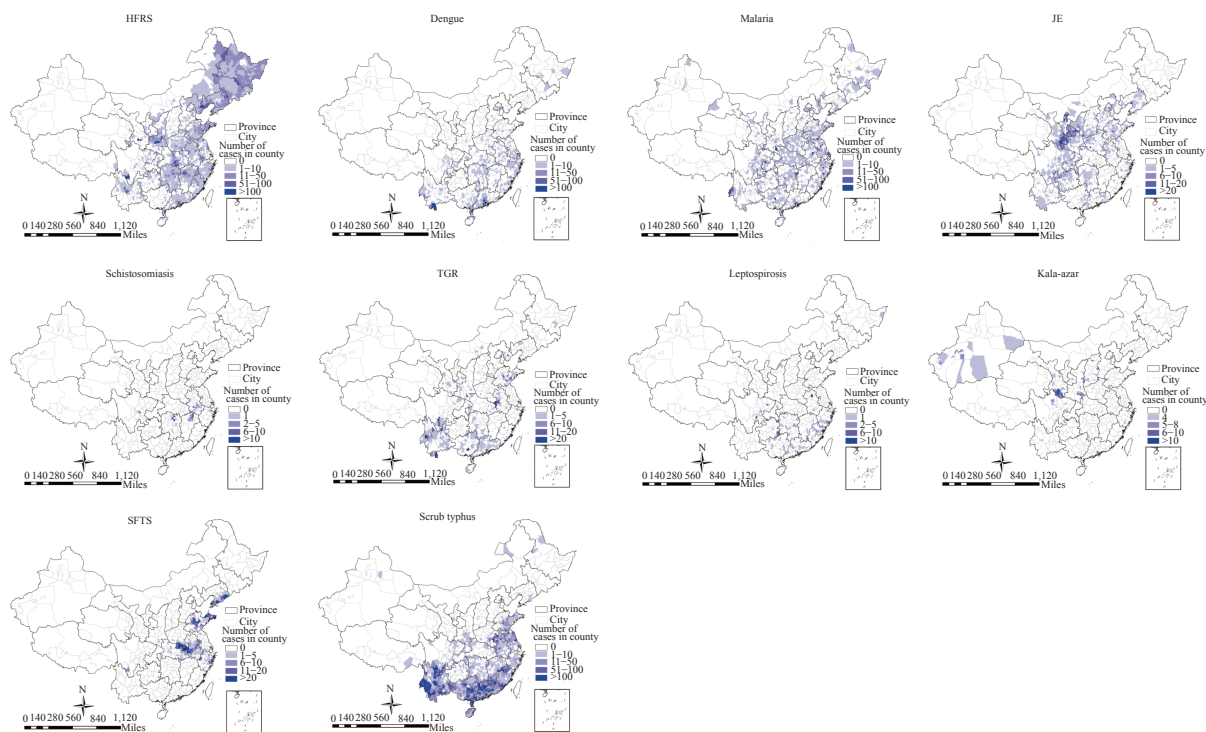 HFRS
N
Province
City
Number of
cases in county
0
1−10
11−50
51−100
>100
0 140 280 560 840 1,120
Miles
Dengue
N
Province
City
Number of
cases in county
0
1−10
11−50
51−100
>100
0 140 280 560 840 1,120
Miles
Malaria
N
Province
City
Number of
cases in county
0
1−10
11−50
51−100
>100
0 140 280 560 840 1,120
Miles
JE
N
Province
City
Number of
cases in county
0
1−5
6−10
11−20
>20
0 140 280 560 840 1,120
Miles
Schistosomiasis
N
Province
City
Number of
cases in county
0
1
2−5
6−10
>10
0 140 280 560 840 1,120
Miles
TGR
N
Province
City
Number of
cases in county
0
1−5
6−10
11−20
>20
0 140 280 560 840 1,120
Miles
Leptospirosis
N
Province
City
Number of
cases in county
0
1
2−5
6−10
>10
0 140 280 560 840 1,120
Miles
Kala-azar
N
Province
City
Number of
cases in county
0
4
5−8
6−10
>10
0 140 280 560 840 1,120
Miles
SFTS
N
Province
City
Number of
cases in county
0
1−5
6−10
11−20
>20
0 140 280 560 840 1,120
Miles
Scrub typhus
N
Province
City
Number of
cases in county
0
1−10
11−50
51−100
>100
0 140 280 560 840 1,120
Miles